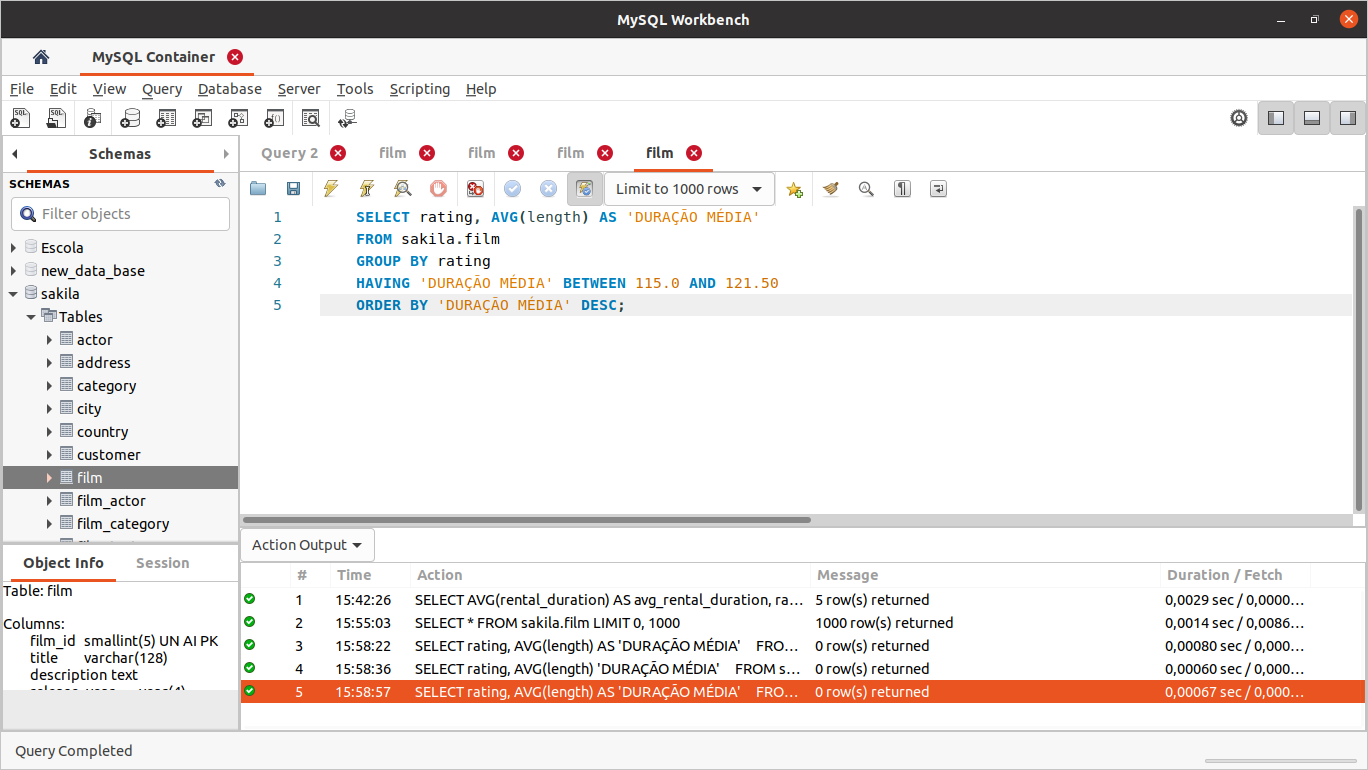 MySQL Workbench
MySQL Container
File Edit View Query Database Server Tools Scripting Help
Schemas
SCHEMAS
Filter objects
Escola
new_data_base
sakila
Tables
actor
address
category
city
country
customer
film
film_actor
film_category
Object Info Session
Table: film
Columns:
film_id smallint(5) UN AI PK
title varchar(128)
description text
Query 2 film film film film
Limit to 1000 rows
1 SELECT rating, AVG(length) AS 'DURAÇÃO MÉDIA'
2 FROM sakila.film
3 GROUP BY rating
4 HAVING 'DURAÇÃO MÉDIA' BETWEEN 115.0 AND 121.50
5 ORDER BY 'DURAÇÃO MÉDIA' DESC;
Action Output
# Time Action Message Duration / Fetch
1 15:42:26 SELECT AVG(rental_duration) AS avg_rental_duration, ra... 5 row(s) returned 0,0029 sec / 0,0000...
2 15:55:03 SELECT * FROM sakila.film LIMIT 0, 1000 1000 row(s) returned 0,0014 sec / 0,0086...
3 15:58:22 SELECT rating, AVG(length) AS 'DURAÇÃO MÉDIA' FRO... 0 row(s) returned 0,00080 sec / 0,000...
4 15:58:36 SELECT rating, AVG(length) 'DURAÇÃO MÉDIA' FROM s... 0 row(s) returned 0,00060 sec / 0,000...
5 15:58:57 SELECT rating, AVG(length) AS 'DURAÇÃO MÉDIA' FRO... 0 row(s) returned 0,00067 sec / 0,000...
Query Completed